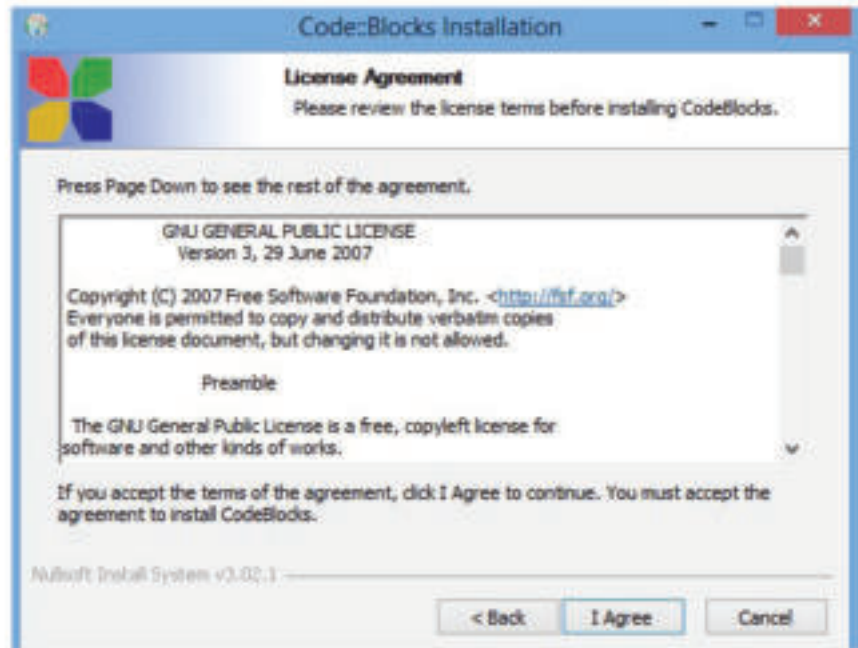 Code::Blocks Installation
License Agreement
Please review the license terms before installing CodeBlocks.
Press Page Down to see the rest of the agreement.
GNU GENERAL PUBLIC LICENSE
Version 3, 29 June 2007
Copyright (C) 2007 Free Software Foundation, Inc. <http://fsf.org/>
Everyone is permitted to copy and distribute verbatim copies
of this license document, but changing it is not allowed.
Preamble
The GNU General Public License is a free, copyleft license for
software and other kinds of works.
If you accept the terms of the agreement, click I Agree to continue. You must accept the
agreement to install CodeBlocks.
Nullsoft Install System v3.02.1
< Back I Agree Cancel